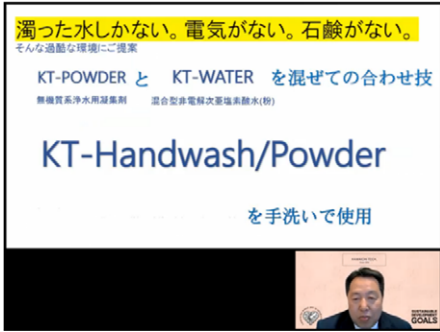 濁った水しかない。電気がない。石鹸がない。
そんな過酷な環境にご提案
KT-POWDER と KT-WATER を混ぜての合わせ技
無機質系浄水用凝集剤 混合型非電解次亜塩素酸水(粉)
KT-Handwash/Powder
を手洗いで使用
SUSTAINABLE
DEVELOPMENT
GOALS